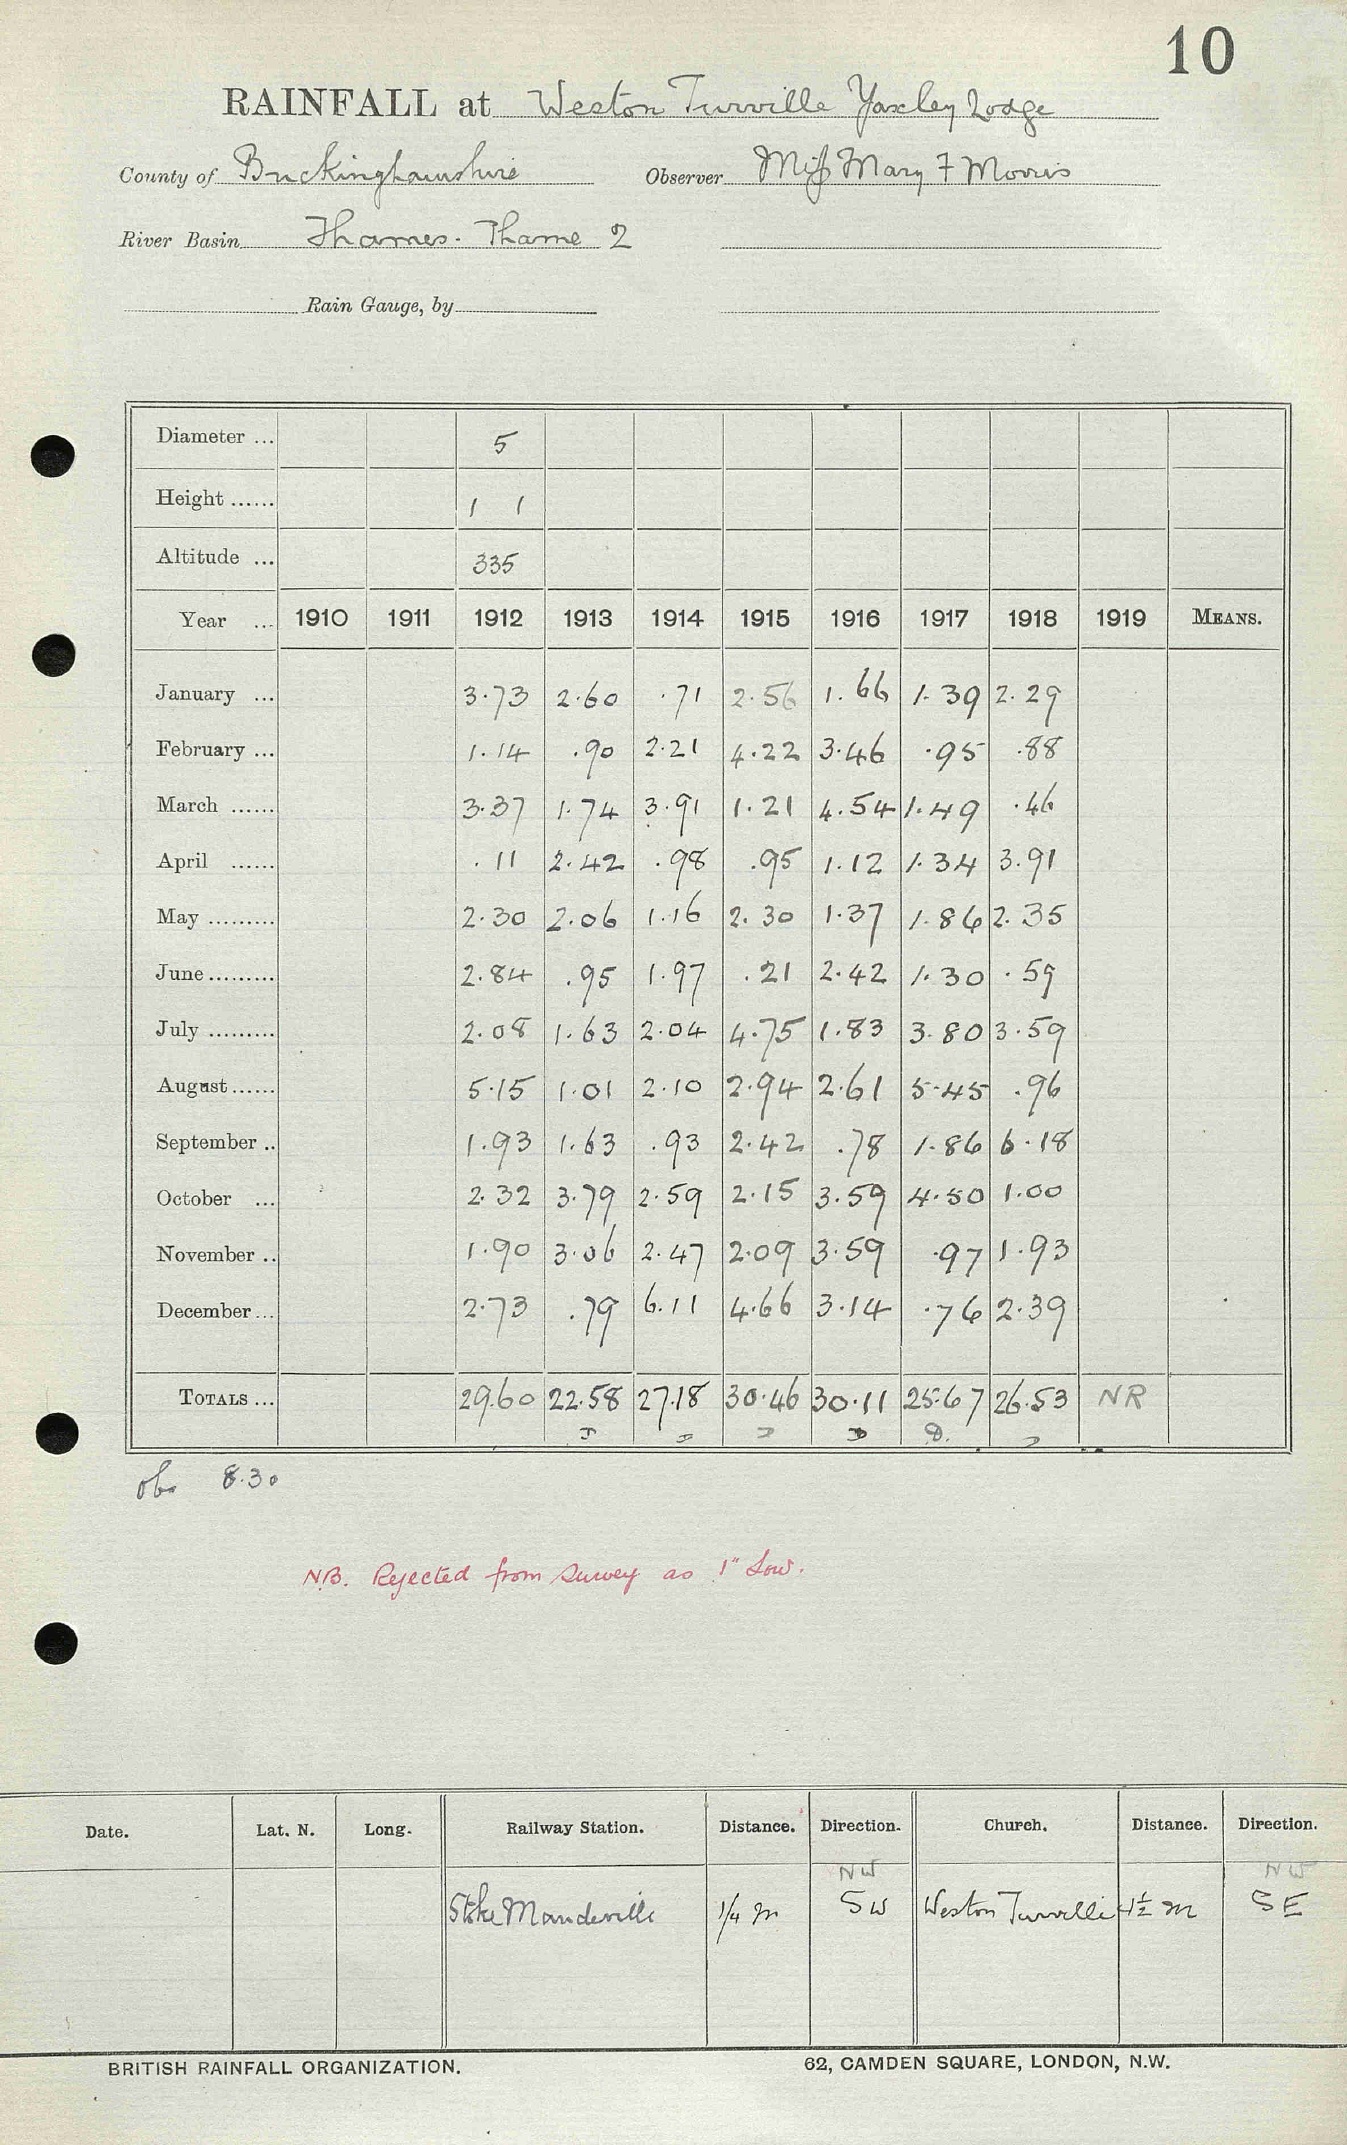 10
RAINFALL at Weston Turville Yaxley Lodge
County of Buckinghamshire Observer Miss Mary F Morris
River Basin Thames. Thame 2
Rain Gauge, by
Diameter ... 5
Height ...... 1 1
Altitude ... 335
Year ... 1910 1911 1912 1913 1914 1915 1916 1917 1918 1919 MEANS.
January ... 3.73 2.60 .71 2.56 1.66 1.39 2.29
February ... 1.14 .90 2.21 4.22 3.46 .95 .88
March ...... 3.37 1.74 3.91 1.21 4.54 1.49 .46
April ...... .11 2.42 .98 .95 1.12 1.34 3.91
May ......... 2.30 2.06 1.16 2.30 1.37 1.86 2.35
June ......... 2.84 .95 1.97 .21 2.42 1.30 .59
July ......... 2.08 1.63 2.04 4.75 1.83 3.80 3.59
August ...... 5.15 1.01 2.10 2.94 2.61 5.45 .96
September .. 1.93 1.63 .93 2.42 .78 1.86 6.18
October ... 2.32 3.79 2.59 2.15 3.59 4.50 1.00
November .. 1.90 3.06 2.47 2.09 3.59 .97 1.93
December ... 2.73 .79 6.11 4.66 3.14 .76 2.39
TOTALS ... 29.60 22.58 27.18 30.46 30.11 25.67 26.53 NR
obs 8.30
N.B. Rejected from Survey as 1" Low.
Date. Lat. N. Long. Railway Station. Distance. Direction. Church. Distance. Direction.
NW NW
Stoke Mandeville 1/4 m SW Weston Turville 1½ m SE
BRITISH RAINFALL ORGANIZATION. 62, CAMDEN SQUARE, LONDON, N.W.